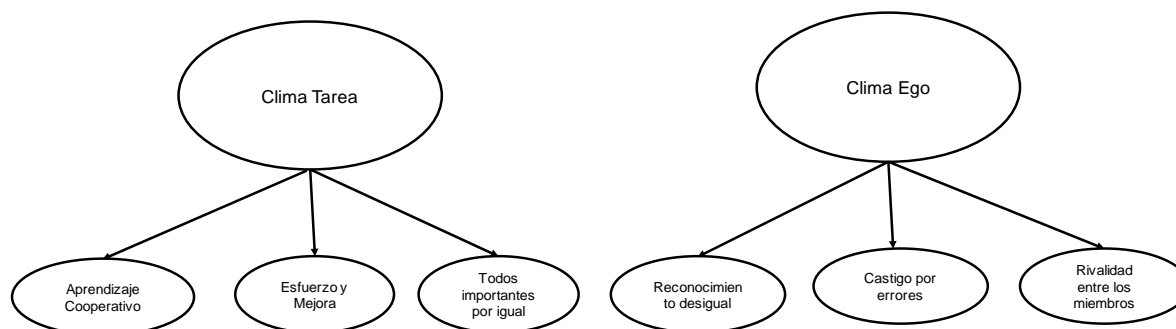 Clima Tarea
Clima Ego
Aprendizaje
Cooperativo
Esfuerzo y
Mejora
Todos
importantes
por igual
Reconocimien
to desigual
Castigo por
errores
Rivalidad
entre los
miembros